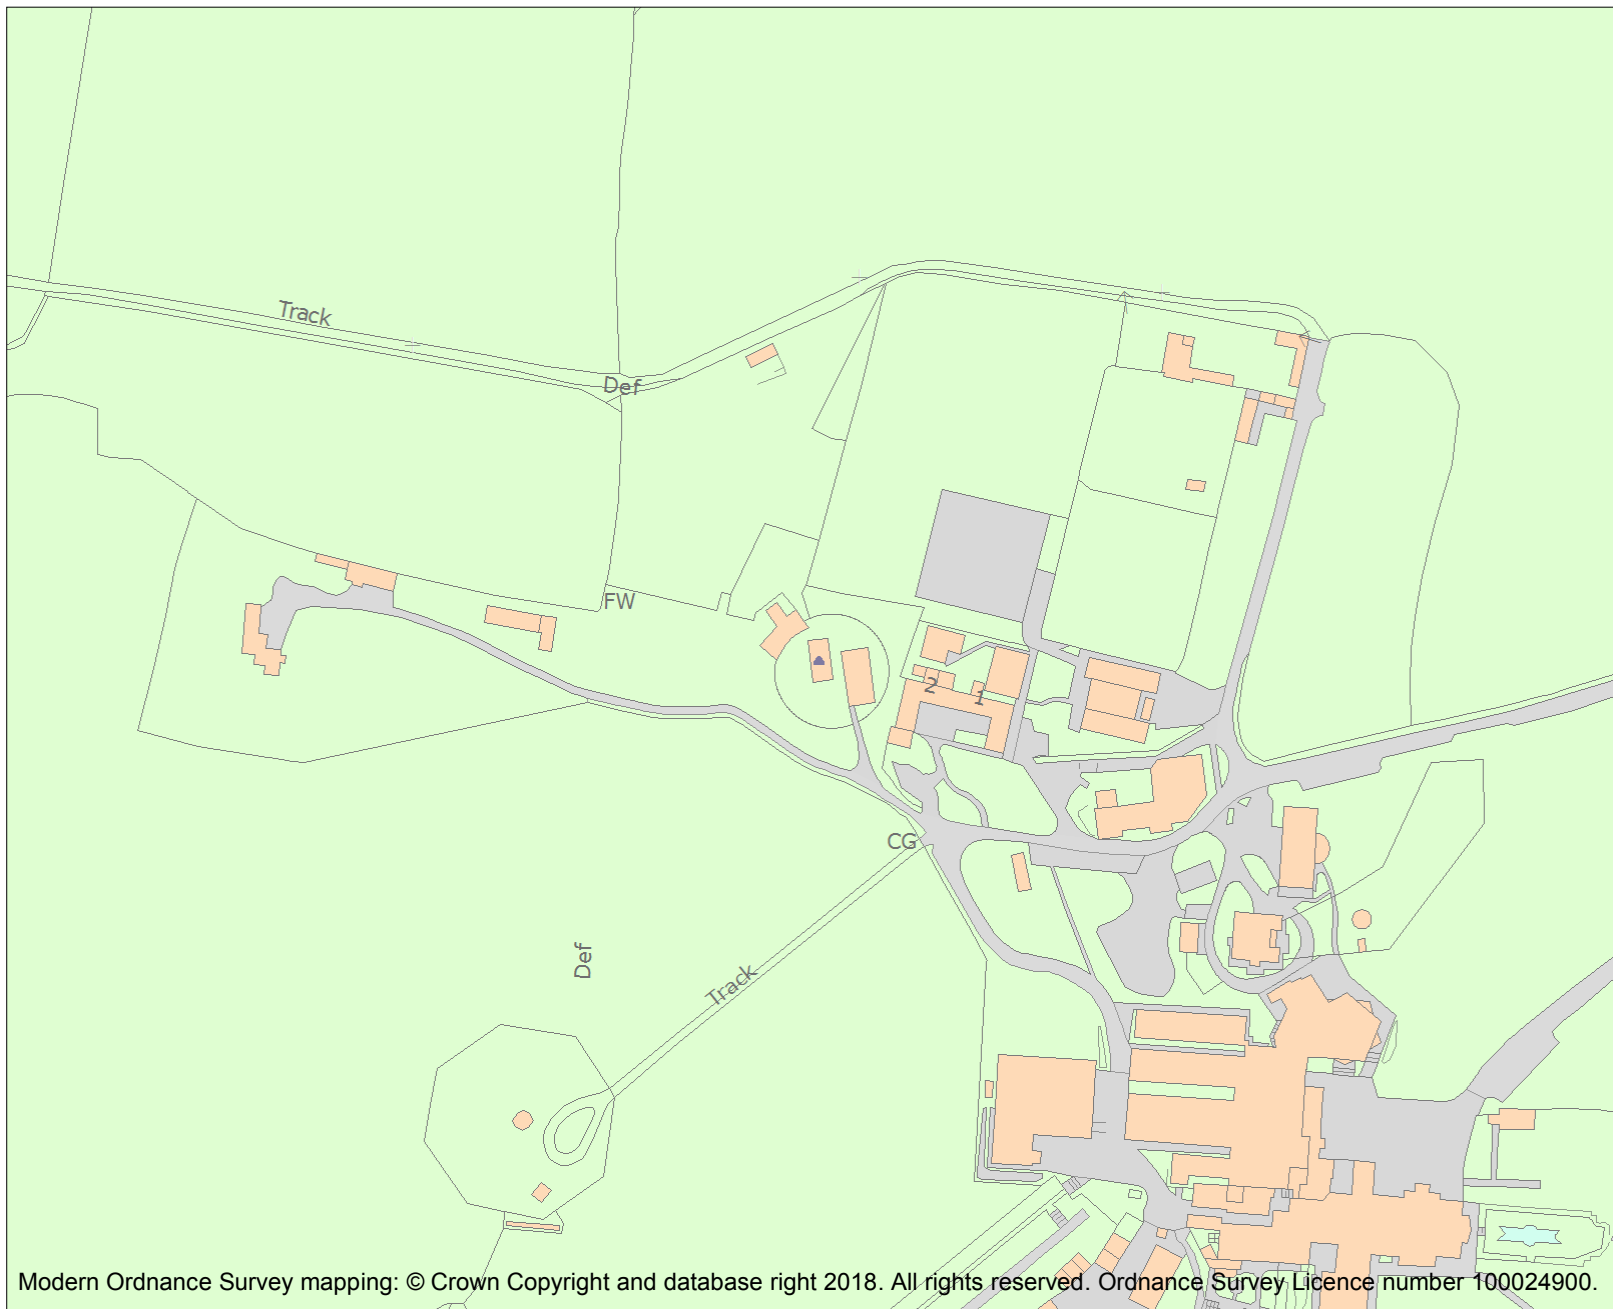 Track
Def
FW
2
1
CG
Def
Track
Modern Ordnance Survey mapping: © Crown Copyright and database right 2018. All rights reserved. Ordnance Survey Licence number 100024900.